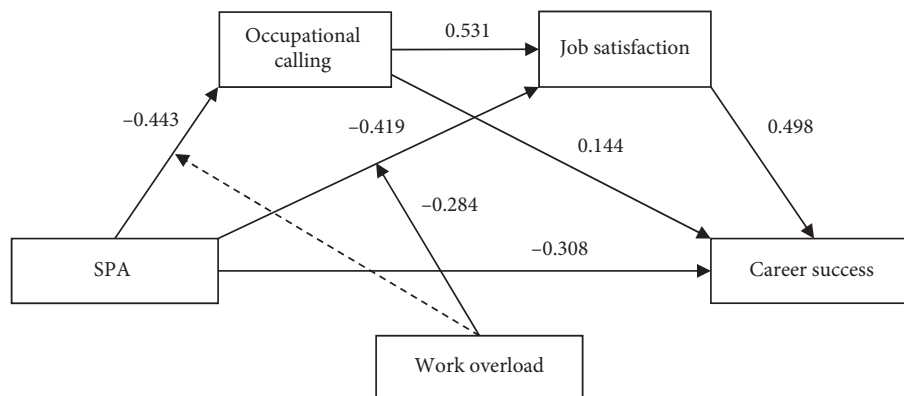 Occupational
calling
0.531
Job satisfaction
–0.443
–0.419
0.144
0.498
–0.284
SPA
–0.308
Career success
Work overload